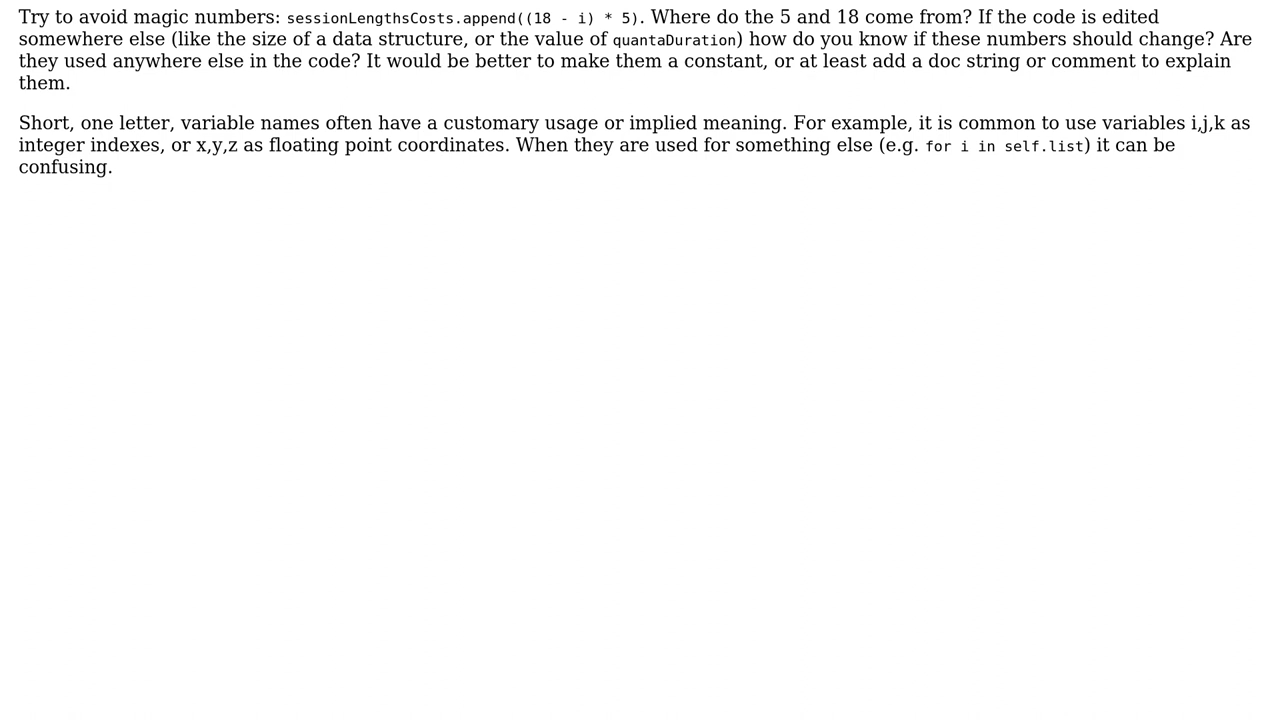 Try to avoid magic numbers: sessionLengthsCosts.append((18 - i) * 5). Where do the 5 and 18 come from? If the code is edited
somewhere else (like the size of a data structure, or the value of quantaDuration) how do you know if these numbers should change? Are
they used anywhere else in the code? It would be better to make them a constant, or at least add a doc string or comment to explain
them.
Short, one letter, variable names often have a customary usage or implied meaning. For example, it is common to use variables i,j,k as
integer indexes, or x,y,z as floating point coordinates. When they are used for something else (e.g. for i in self.list) it can be
confusing.